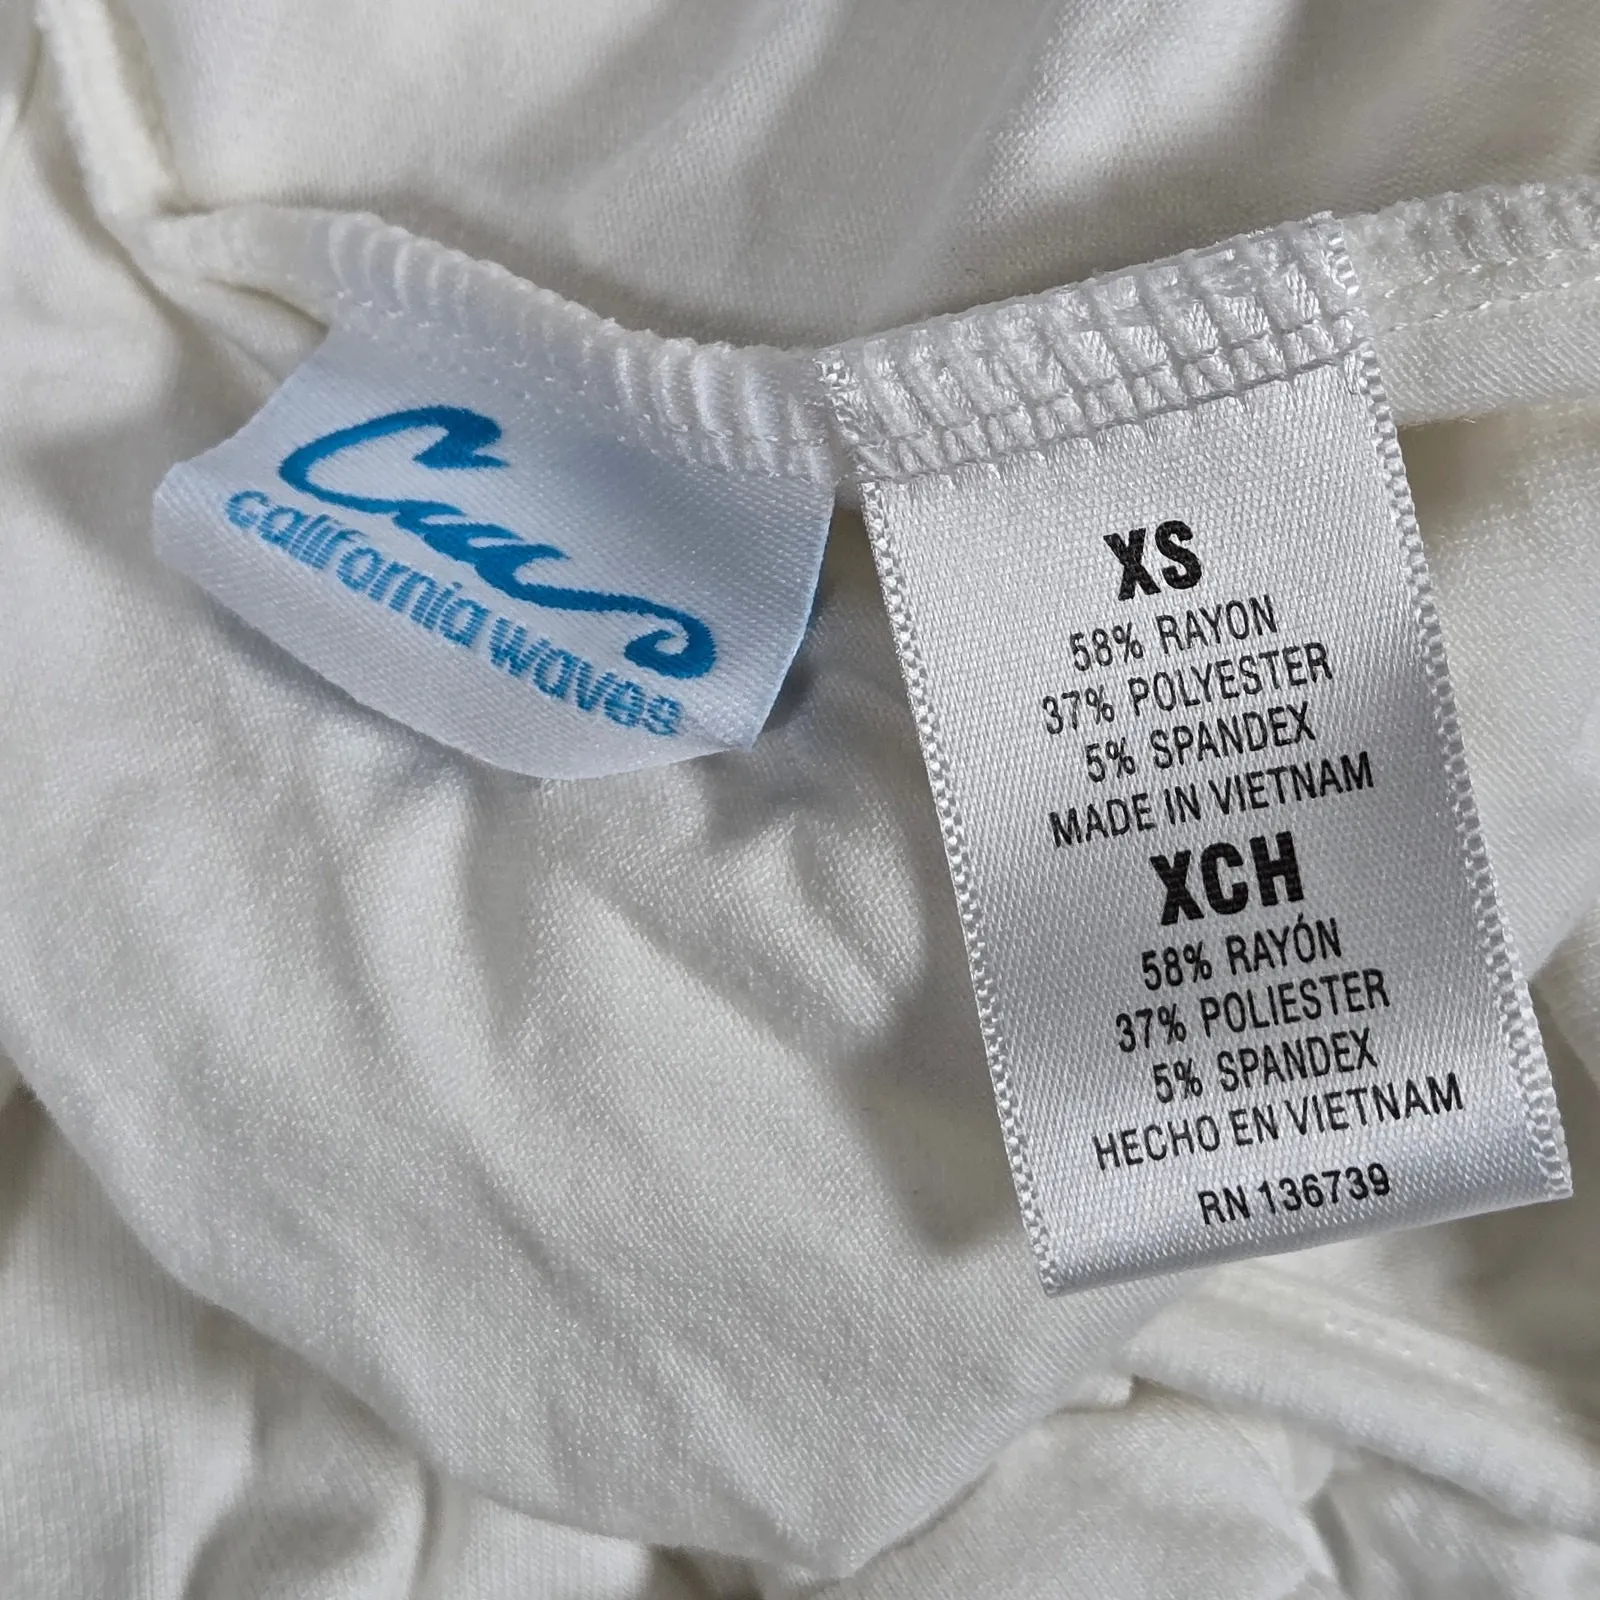 Cw
california waves
XS
58% RAYON
37% POLYESTER
5% SPANDEX
MADE IN VIETNAM
XCH
58% RAYÓN
37% POLIESTER
5% SPANDEX
HECHO EN VIETNAM
RN 136739